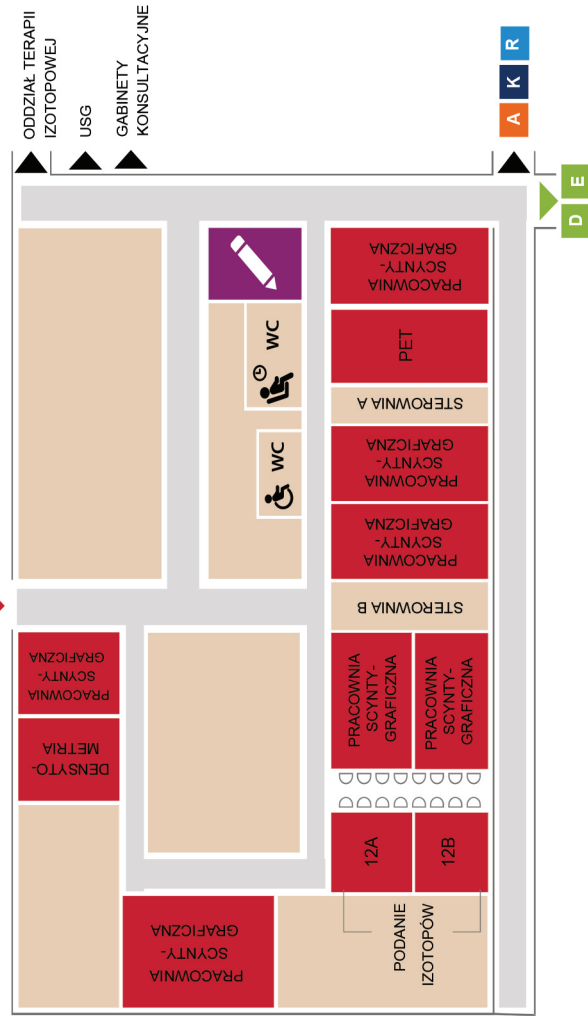 ODDZIAŁ TERAPII
IZOTOPOWEJ
USG
GABINETY
KONSULTACYJNE
A
K
R
D
E
PRACOWNIA
SCYNTY-
GRAFICZNA
PET
WC
STEROWNIA A
WC
PRACOWNIA
SCYNTY-
GRAFICZNA
PRACOWNIA
SCYNTY-
GRAFICZNA
STEROWNIA B
PRACOWNIA
SCYNTY-
GRAFICZNA
DENSYTO-
METRIA
PRACOWNIA
SCYNTY-
GRAFICZNA
PRACOWNIA
SCYNTY-
GRAFICZNA
12A
12B
PODANIE
IZOTOPÓW
PRACOWNIA
SCYNTY-
GRAFICZNA